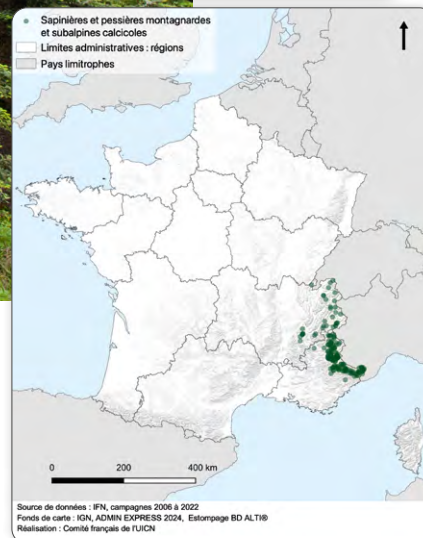 Sapinières et pessières montagnardes
et subalpines calcicoles
Limites administratives : régions
Pays limitrophes
0 200 400 km
Source de données : IFN, campagnes 2006 à 2022
Fonds de carte : IGN, ADMIN EXPRESS 2024, Estompage BD ALTI®
Réalisation : Comité français de l'UICN